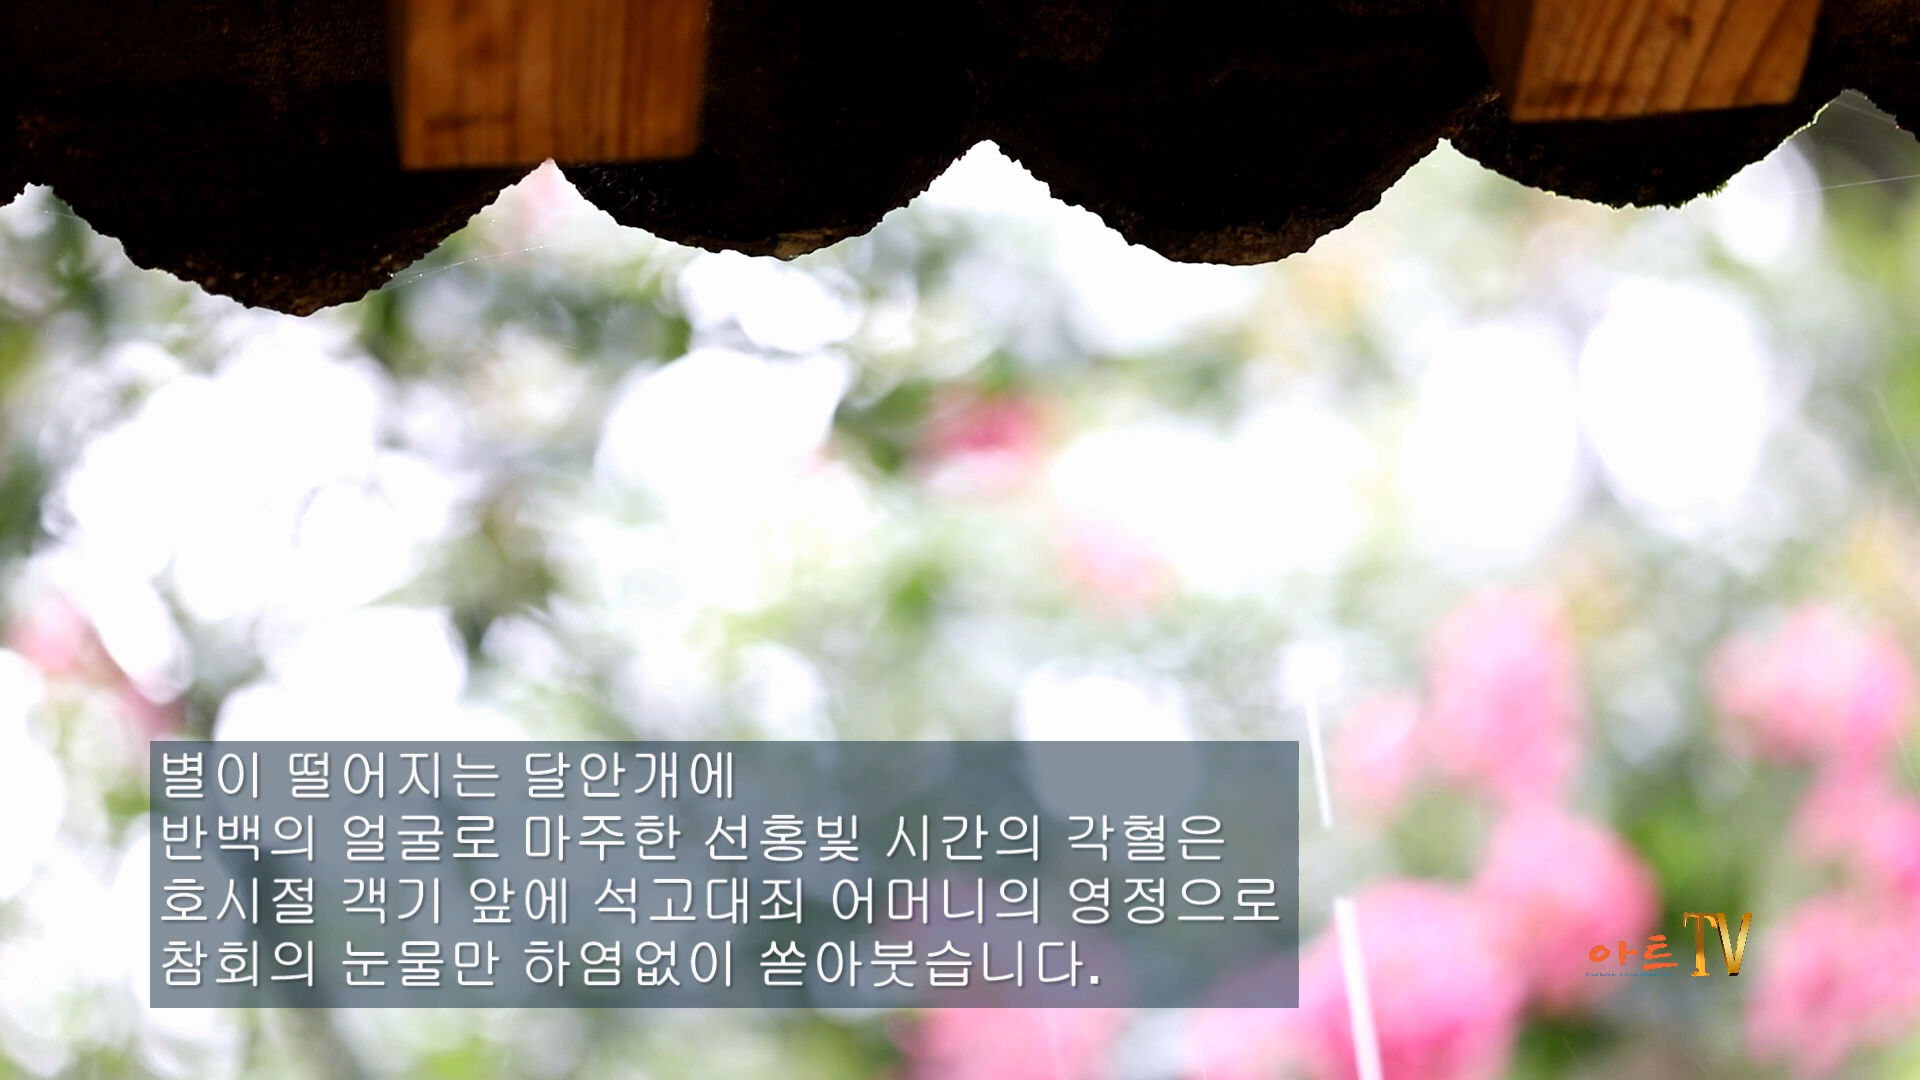 별이 떨어지는 달안개에
반백의 얼굴로 마주한 선홍빛 시간의 각혈은
호시절 객기 앞에 석고대죄 어머니의 영정으로
참회의 눈물만 하염없이 쏟아붓습니다.
아트TV